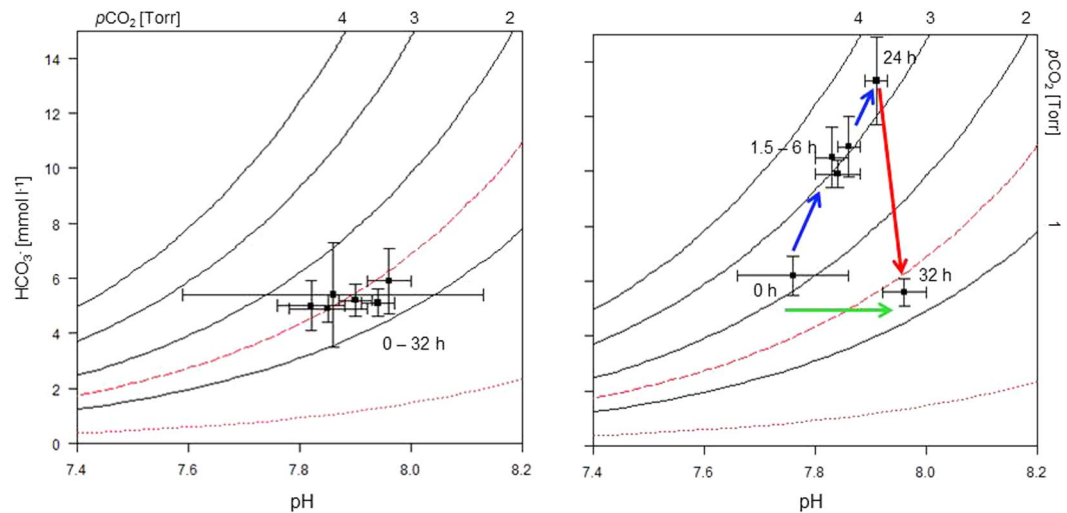 pCO₂ [Torr] 4 3 2
14
12
10
8
6
4
2
0
HCO₃⁻ [mmol l⁻¹]
0 – 32 h
7.4 7.6 7.8 8.0 8.2
pH
4 3 2
pCO₂ [Torr]
1
24 h
1.5 – 6 h
0 h
32 h
7.4 7.6 7.8 8.0 8.2
pH